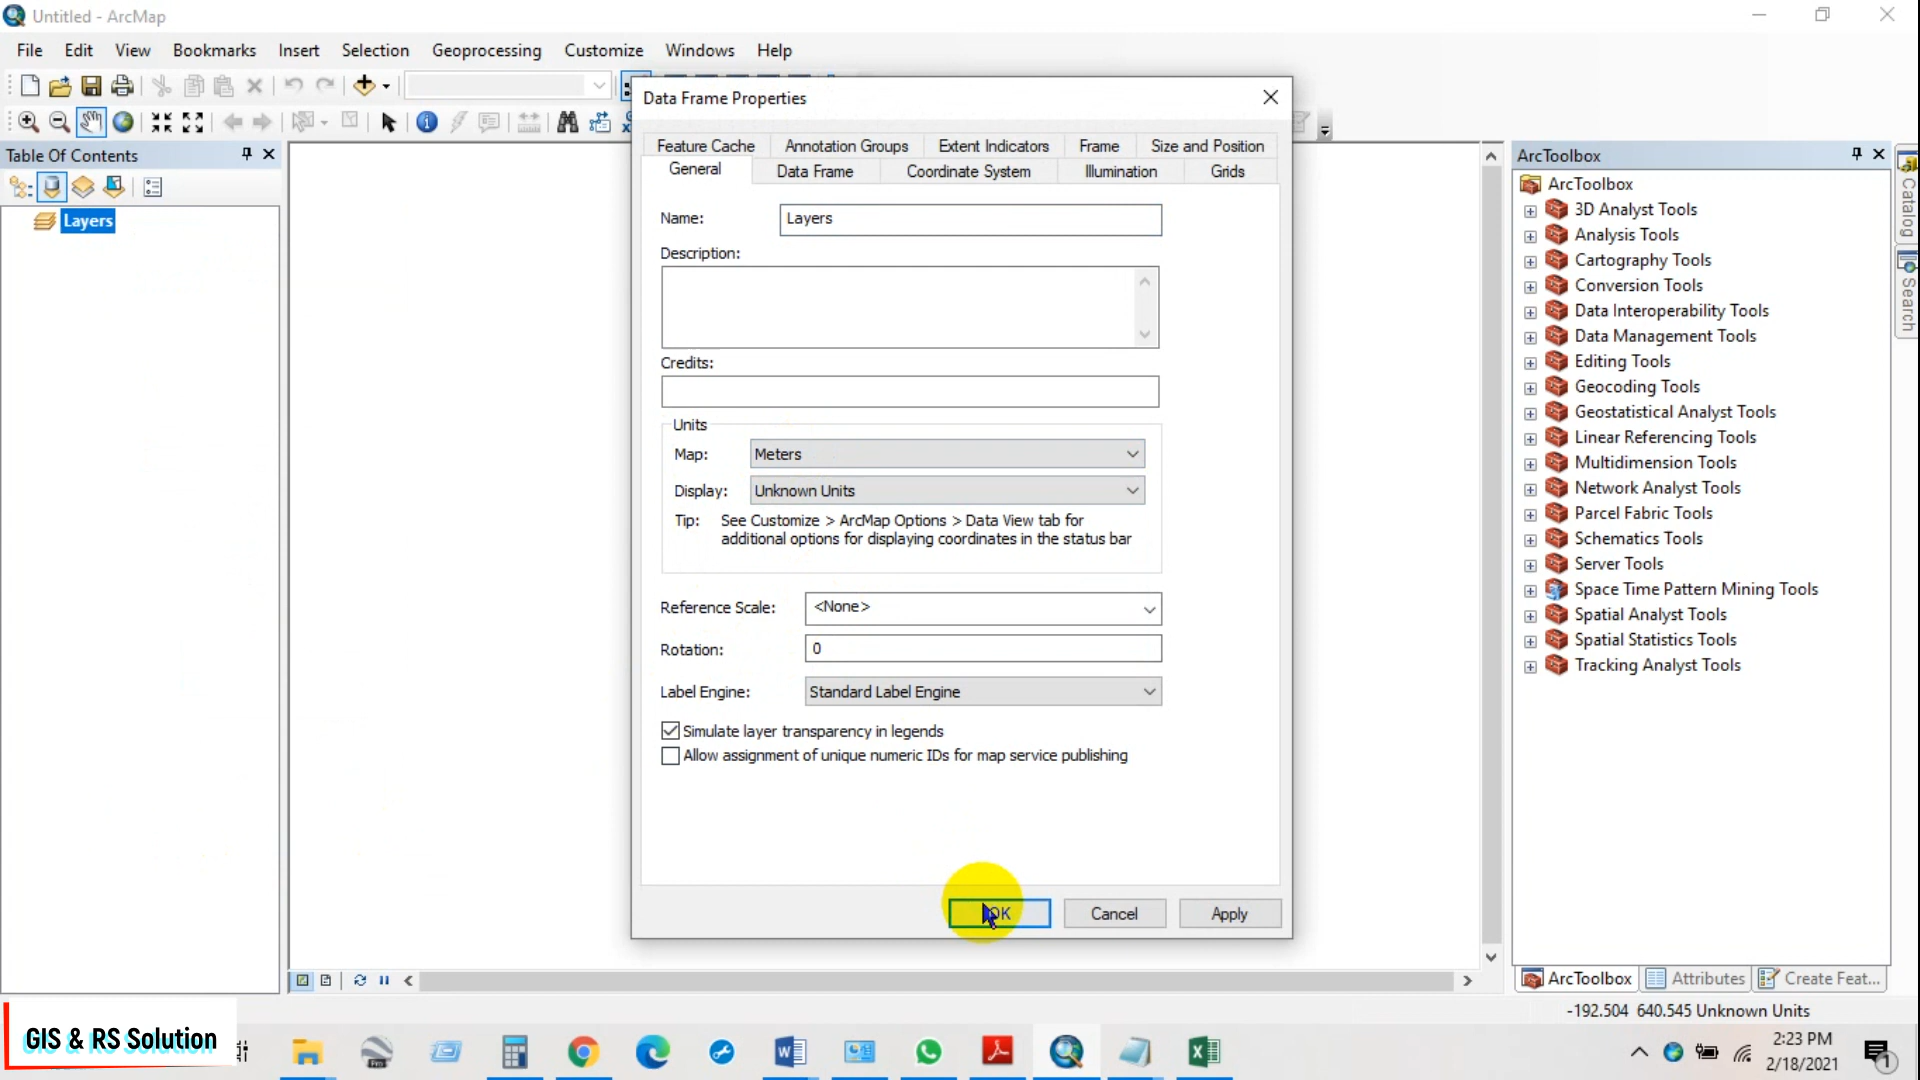 Untitled - ArcMap
File Edit View Bookmarks Insert Selection Geoprocessing Customize Windows Help
Table Of Contents
Layers
Data Frame Properties
Feature Cache Annotation Groups Extent Indicators Frame Size and Position
General Data Frame Coordinate System Illumination Grids
Name: Layers
Description:
Credits:
Units
Map: Meters
Display: Unknown Units
Tip: See Customize > ArcMap Options > Data View tab for
additional options for displaying coordinates in the status bar
Reference Scale: <None>
Rotation: 0
Label Engine: Standard Label Engine
Simulate layer transparency in legends
Allow assignment of unique numeric IDs for map service publishing
OK Cancel Apply
ArcToolbox
ArcToolbox
3D Analyst Tools
Analysis Tools
Cartography Tools
Conversion Tools
Data Interoperability Tools
Data Management Tools
Editing Tools
Geocoding Tools
Geostatistical Analyst Tools
Linear Referencing Tools
Multidimension Tools
Network Analyst Tools
Parcel Fabric Tools
Schematics Tools
Server Tools
Space Time Pattern Mining Tools
Spatial Analyst Tools
Spatial Statistics Tools
Tracking Analyst Tools
Catalog
Search
ArcToolbox Attributes Create Feat...
-192.504 640.545 Unknown Units
GIS & RS Solution
2:23 PM
2/18/2021
1